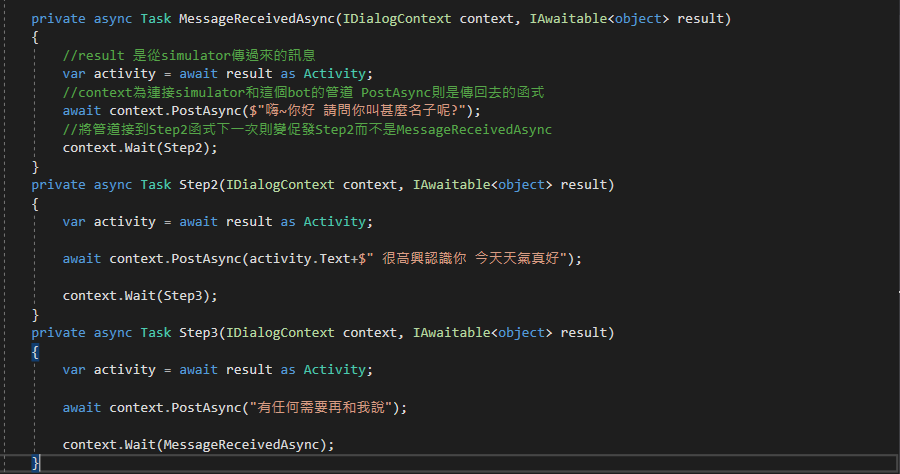 private async Task MessageReceivedAsync(IDialogContext context, IAwaitable<object> result)
{
//result 是從simulator傳過來的訊息
var activity = await result as Activity;
//context為連接simulator和這個bot的管道 PostAsync則是傳回去的函式
await context.PostAsync($"嗨~你好 請問你叫甚麼名子呢?");
//將管道接到Step2函式下一次則變促發Step2而不是MessageReceivedAsync
context.Wait(Step2);
}
private async Task Step2(IDialogContext context, IAwaitable<object> result)
{
var activity = await result as Activity;
await context.PostAsync(activity.Text+$" 很高興認識你 今天天氣真好");
context.Wait(Step3);
}
private async Task Step3(IDialogContext context, IAwaitable<object> result)
{
var activity = await result as Activity;
await context.PostAsync("有任何需要再和我說");
context.Wait(MessageReceivedAsync);
}